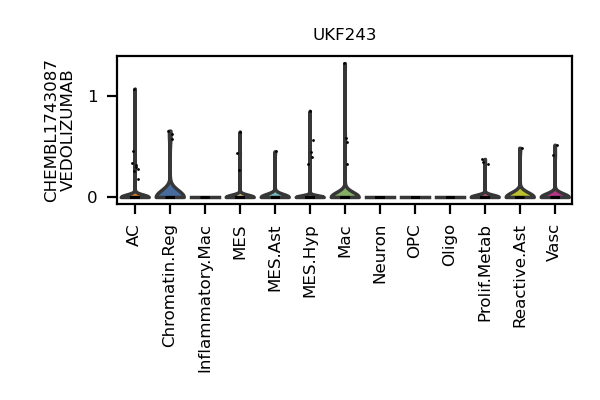 UKF243
CHEMBL1743087
VEDOLIZUMAB
1
0
AC
Chromatin.Reg
Inflammatory.Mac
MES
MES.Ast
MES.Hyp
Mac
Neuron
OPC
Oligo
Prolif.Metab
Reactive.Ast
Vasc